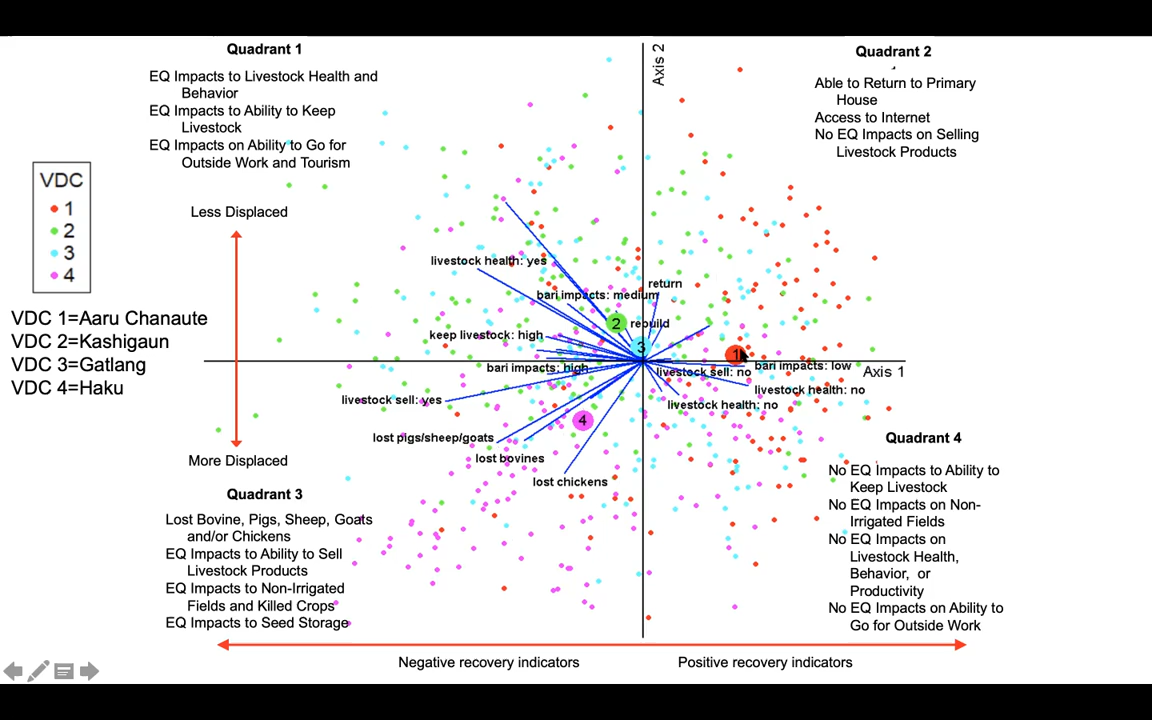 Quadrant 1
EQ Impacts to Livestock Health and
Behavior
EQ Impacts to Ability to Keep
Livestock
EQ Impacts on Ability to Go for
Outside Work and Tourism
Quadrant 2
Able to Return to Primary
House
Access to Internet
No EQ Impacts on Selling
Livestock Products
Axis 2
VDC
1
2
3
4
Less Displaced
More Displaced
VDC 1=Aaru Chanaute
VDC 2=Kashigaun
VDC 3=Gatlang
VDC 4=Haku
livestock health: yes
return
bari impacts: medium
2
rebuild
keep livestock: high
3
1
bari impacts: high
livestock sell: no
bari impacts: low
Axis 1
livestock health: no
livestock sell: yes
livestock health: no
4
lost pigs/sheep/goats
lost bovines
lost chickens
Quadrant 3
Lost Bovine, Pigs, Sheep, Goats
and/or Chickens
EQ Impacts to Ability to Sell
Livestock Products
EQ Impacts to Non-Irrigated
Fields and Killed Crops
EQ Impacts to Seed Storage
Quadrant 4
No EQ Impacts to Ability to
Keep Livestock
No EQ Impacts on Non-
Irrigated Fields
No EQ Impacts on
Livestock Health,
Behavior, or
Productivity
No EQ Impacts on Ability to
Go for Outside Work
Negative recovery indicators
Positive recovery indicators